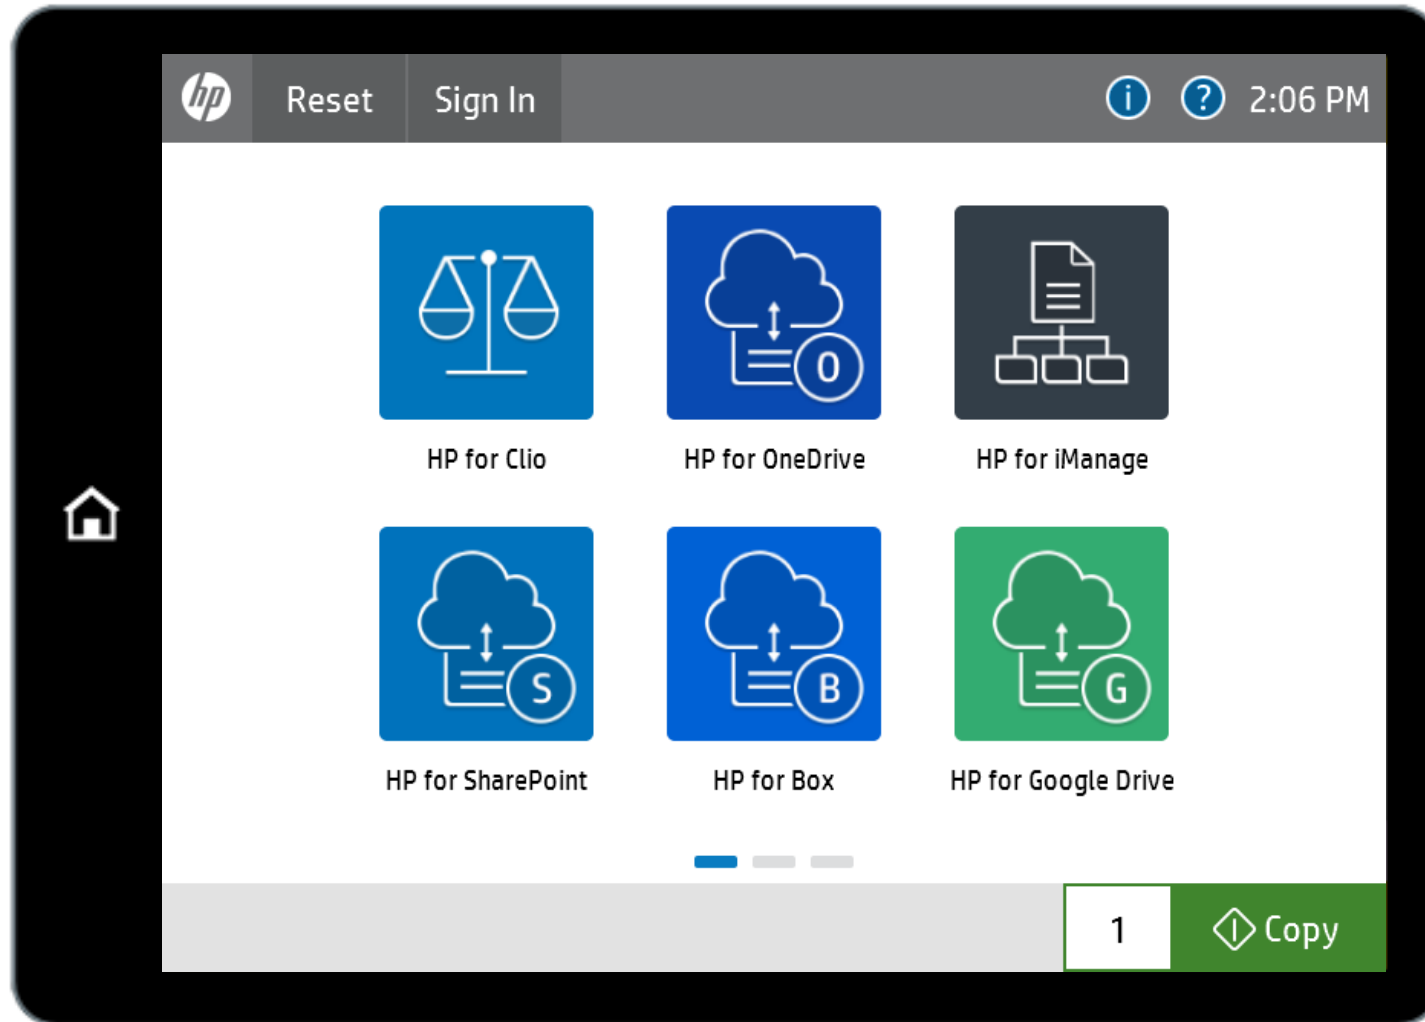 hp Reset Sign In i ? 2:06 PM
O
HP for Clio HP for OneDrive HP for iManage
S B G
HP for SharePoint HP for Box HP for Google Drive
1 Copy